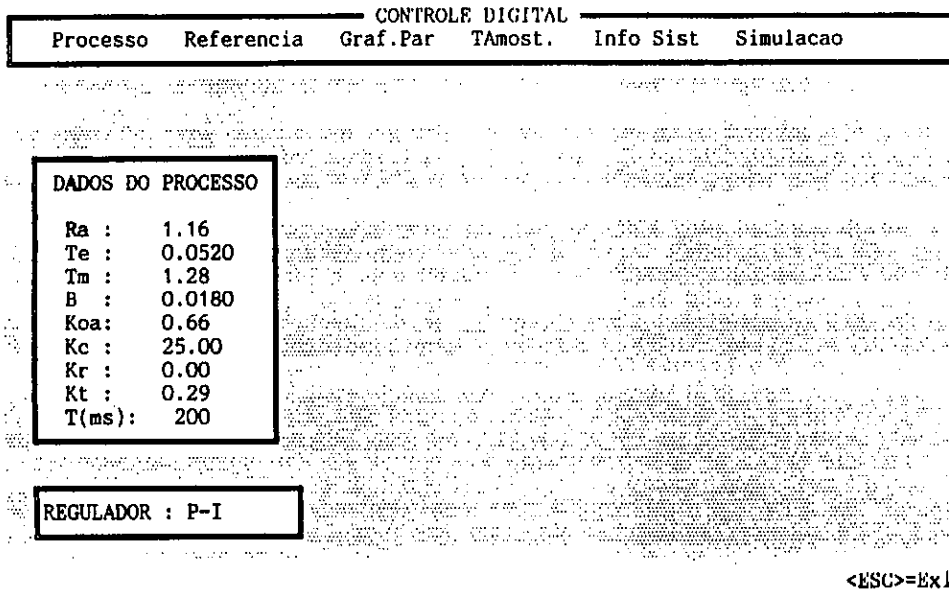 CONTROLE DIGITAL
Processo Referencia Graf.Par TAmost. Info Sist Simulacao
DADOS DO PROCESSO
Ra : 1.16
Te : 0.0520
Tm : 1.28
B : 0.0180
Koa: 0.66
Kc : 25.00
Kr : 0.00
Kt : 0.29
T(ms): 200
REGULADOR : P-I
<ESC>=Ex